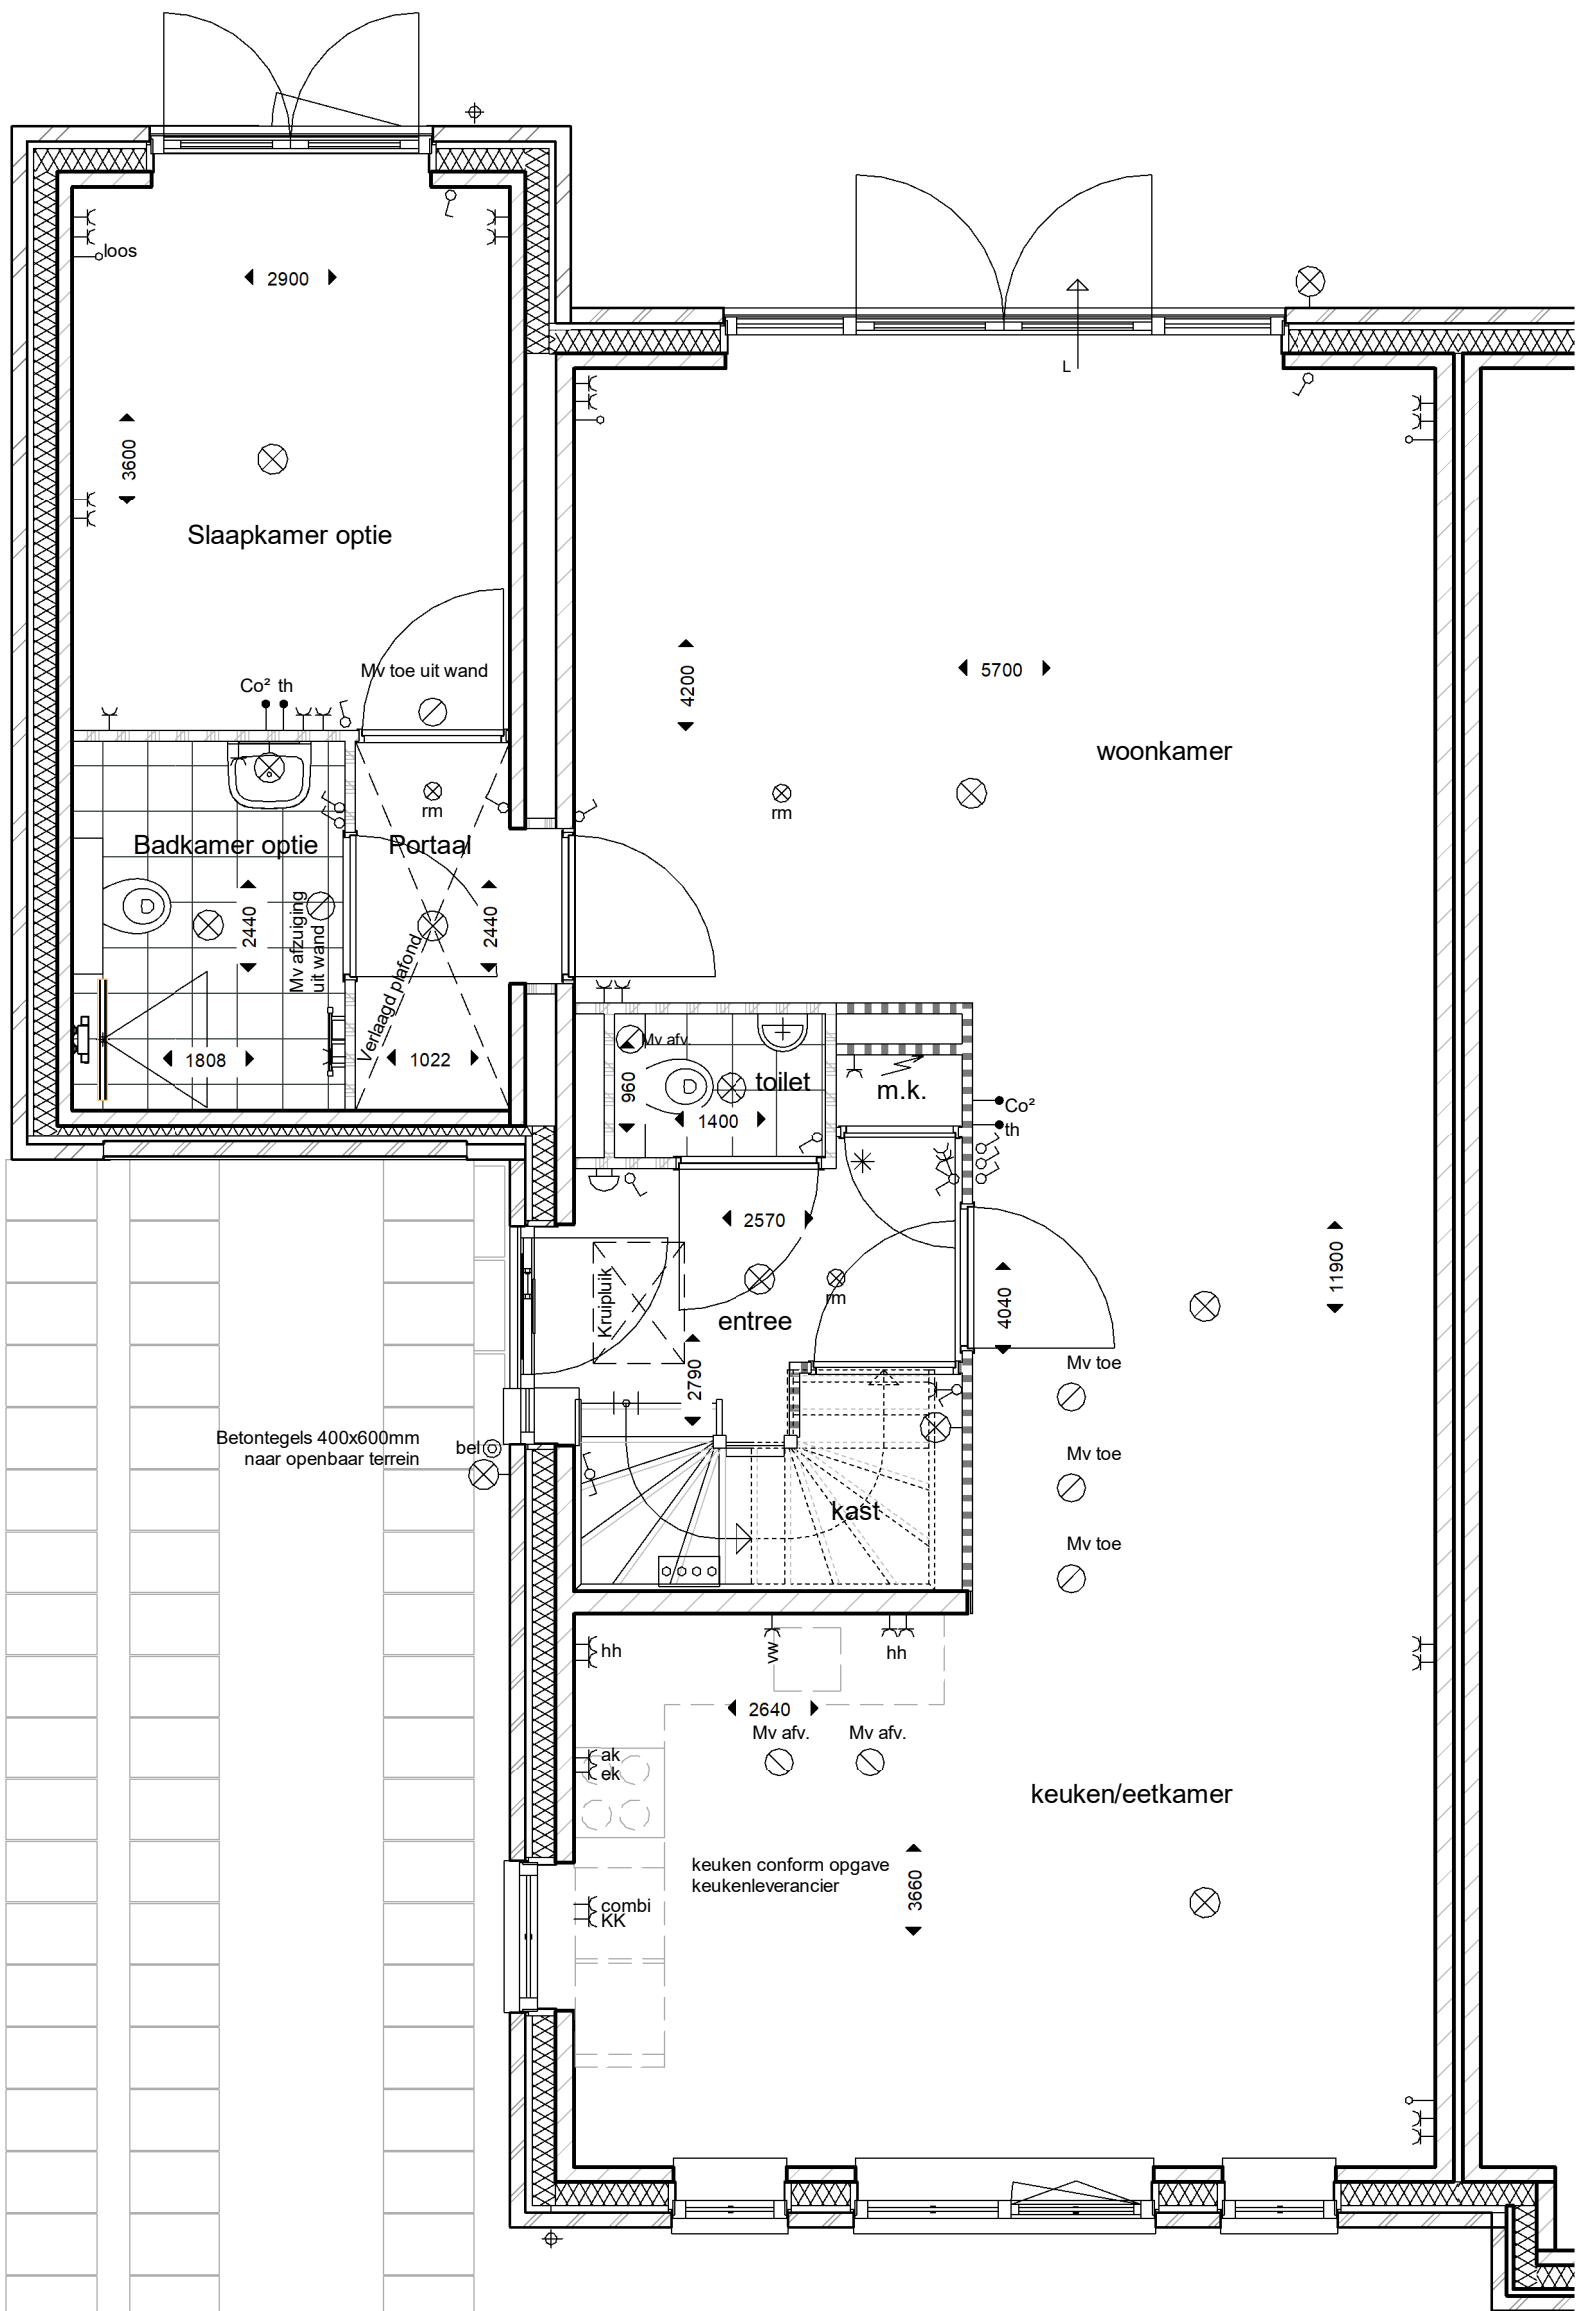 loos
2900
L
3600
Slaapkamer optie
Mv toe uit wand
Co² th
4200
5700
woonkamer
rm
rm
Badkamer optie
Portaal
2440
Mv afzuiging
uit wand
2440
Verlaagd plafond
1808
1022
Mv afv.
960
toilet
1400
m.k.
Co²
th
2570
Kruipluik
rm
entree
4040
11900
2790
Mv toe
Betontegels 400x600mm
naar openbaar terrein
bel
Mv toe
kast
Mv toe
hh
vw
hh
2640
Mv afv.
Mv afv.
ak
ek
keuken/eetkamer
keuken conform opgave
keukenleverancier
3660
combi
KK